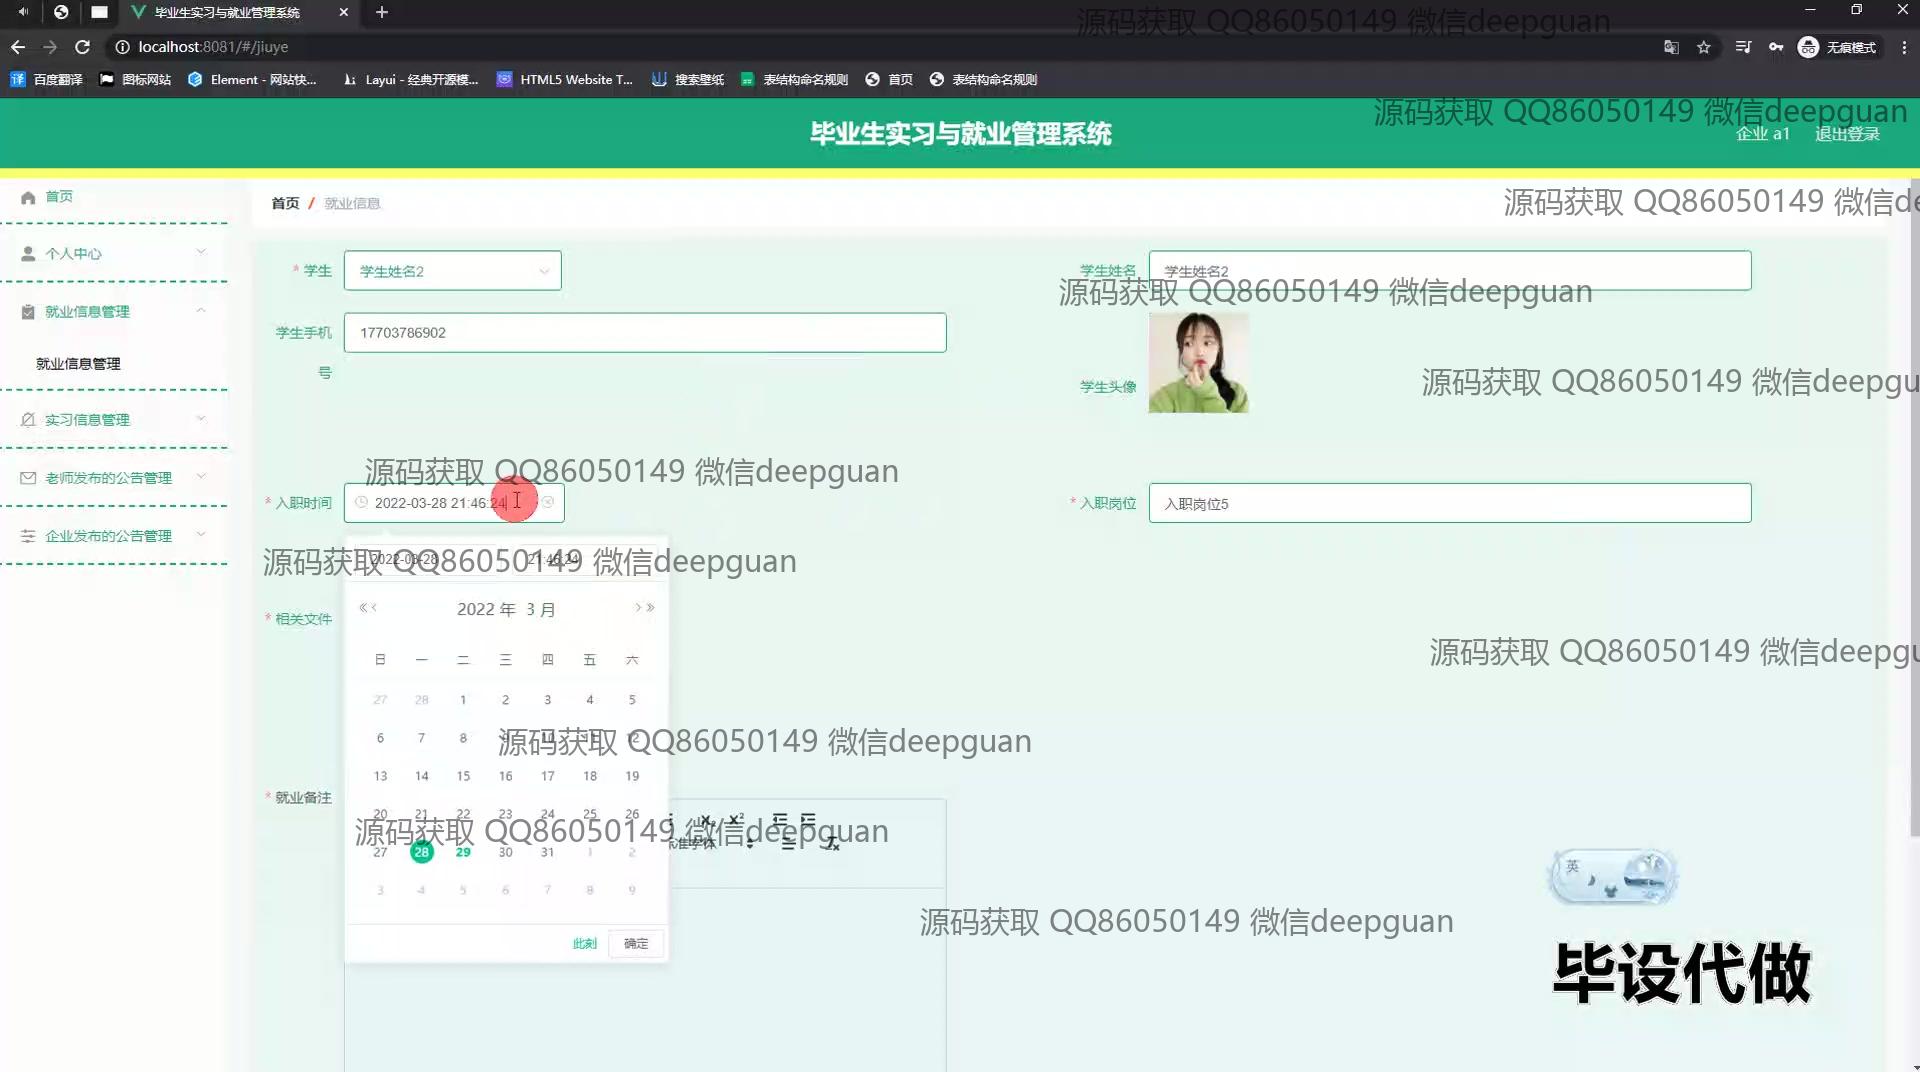 毕业生实习与就业管理系统
localhost:8081/#/jiuye
无痕模式
百度翻译
图标网站
Element - 网站快...
Layui - 经典开源模...
HTML5 Website T...
搜索壁纸
表结构命名规则
首页
表结构命名规则
源码获取 QQ86050149 微信deepguan
毕业生实习与就业管理系统
源码获取 QQ86050149 微信deepguan
企业 a1
退出登录
首页
首页 / 就业信息
源码获取 QQ86050149 微信de
个人中心
* 学生
学生姓名2
学生姓名
学生姓名2
源码获取 QQ86050149 微信deepguan
就业信息管理
学生手机号
17703786902
就业信息管理
学生头像
源码获取 QQ86050149 微信deepgu
实习信息管理
老师发布的公告管理
源码获取 QQ86050149 微信deepguan
* 入职时间
2022-03-28 21:46:24
* 入职岗位
入职岗位5
企业发布的公告管理
2022-03-28
21:46:24
源码获取 QQ86050149 微信deepguan
2022 年 3 月
* 相关文件
日 一 二 三 四 五 六
源码获取 QQ86050149 微信deepgu
27 28 1 2 3 4 5
6 7 8
源码获取 QQ86050149 微信deepguan
13 14 15 16 17 18 19
* 就业备注
20 21 22 23 24 25 26
源码获取 QQ86050149 微信deepguan
标准字体
27 28 29 30 31 1 2
3 4 5 6 7 8 9
英
源码获取 QQ86050149 微信deepguan
此刻
确定
毕设代做